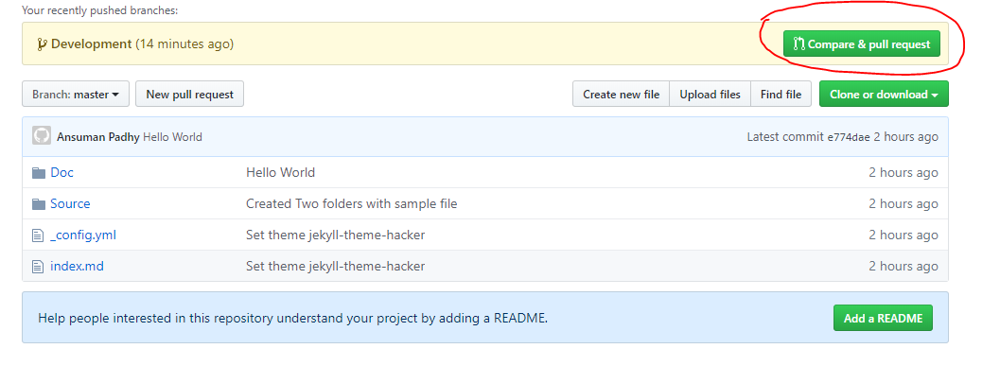 Your recently pushed branches:
Development (14 minutes ago) Compare & pull request
Branch: master New pull request Create new file Upload files Find file Clone or download
Ansuman Padhy Hello World Latest commit e774dae 2 hours ago
Doc Hello World 2 hours ago
Source Created Two folders with sample file 2 hours ago
_config.yml Set theme jekyll-theme-hacker 2 hours ago
index.md Set theme jekyll-theme-hacker 2 hours ago
Help people interested in this repository understand your project by adding a README. Add a README